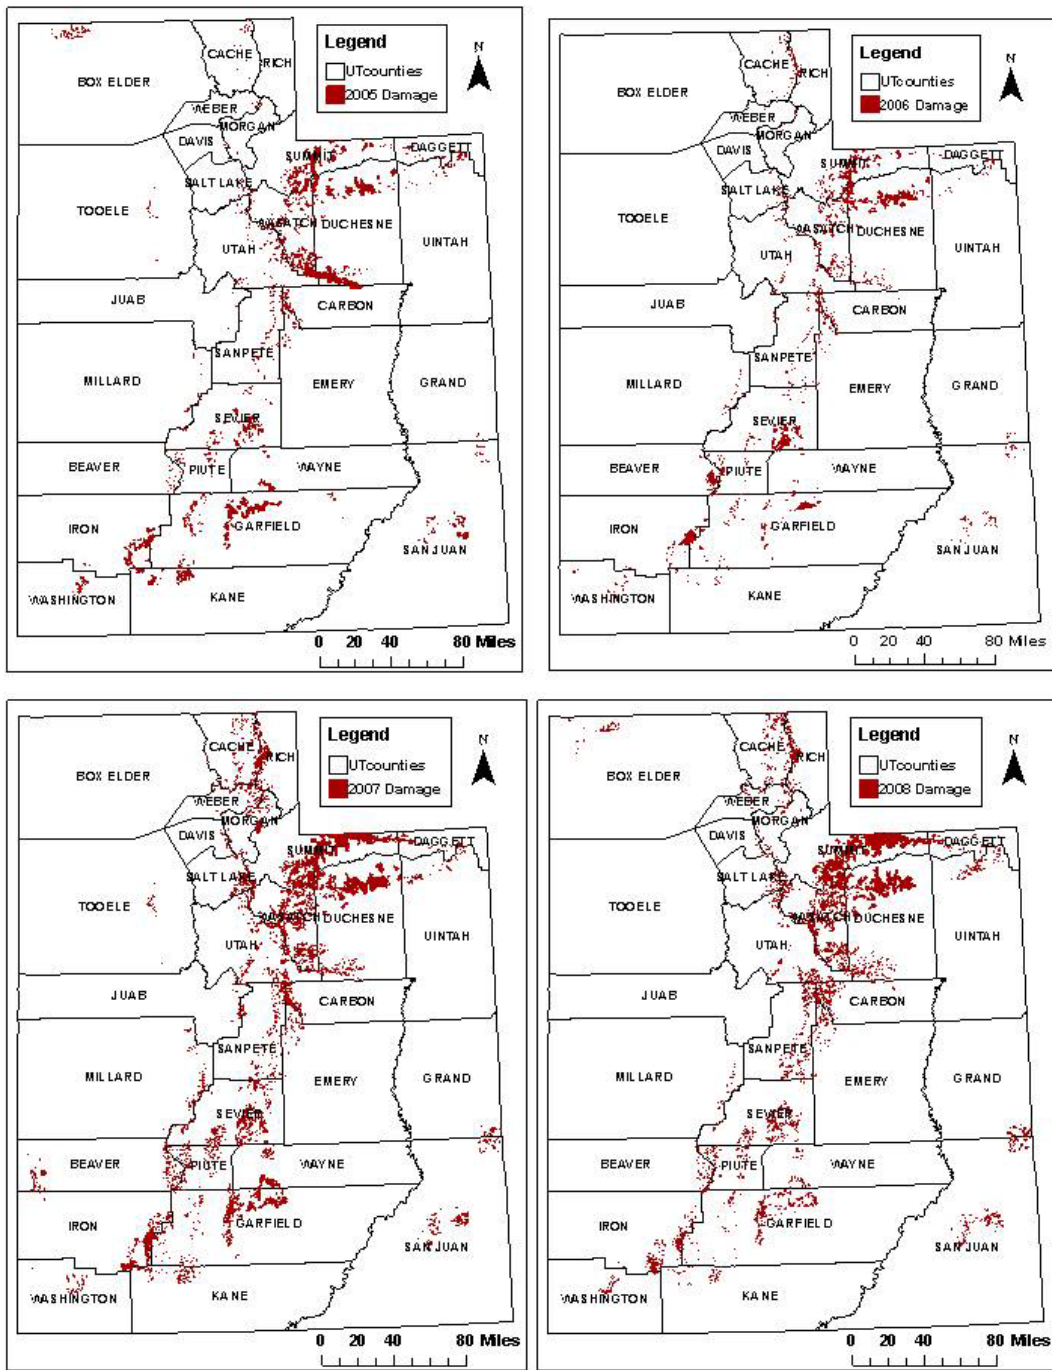 Legend
N
CACHE
RICH
UTcounties
BOX ELDER
2005 Damage
WEBER
MORGAN
DAVIS
SUMMIT
DAGGETT
SALT LAKE
TOOELE
WASATCH
DUCHESNE
UTAH
UINTAH
JUAB
CARBON
SANPETE
MILLARD
EMERY
GRAND
SEVIER
BEAVER
PIUTE
WAYNE
IRON
GARFIELD
SAN JUAN
WASHINGTON
KANE
0 20 40 80 Miles
Legend
N
CACHE
RICH
UTcounties
BOX ELDER
2006 Damage
WEBER
MORGAN
DAVIS
SUMMIT
DAGGETT
SALT LAKE
TOOELE
WASATCH
DUCHESNE
UINTAH
UTAH
JUAB
CARBON
SANPETE
MILLARD
EMERY
GRAND
SEVIER
BEAVER
PIUTE
WAYNE
IRON
GARFIELD
SAN JUAN
WASHINGTON
KANE
0 20 40 80 Miles
Legend
N
CACHE
RICH
UTcounties
BOX ELDER
2007 Damage
WEBER
MORGAN
DAVIS
SUMMIT
DAGGETT
SALT LAKE
TOOELE
WASATCH
DUCHESNE
UINTAH
UTAH
JUAB
CARBON
SANPETE
MILLARD
EMERY
GRAND
SEVIER
BEAVER
PIUTE
WAYNE
IRON
GARFIELD
SAN JUAN
WASHINGTON
KANE
0 20 40 80 Miles
Legend
N
CACHE
RICH
UTcounties
BOX ELDER
2008 Damage
WEBER
MORGAN
DAVIS
SUMMIT
DAGGETT
SALT LAKE
TOOELE
WASATCH
DUCHESNE
UINTAH
UTAH
JUAB
CARBON
SANPETE
MILLARD
EMERY
GRAND
SEVIER
BEAVER
PIUTE
WAYNE
IRON
GARFIELD
SAN JUAN
WASHINGTON
KANE
0 20 40 80 Miles